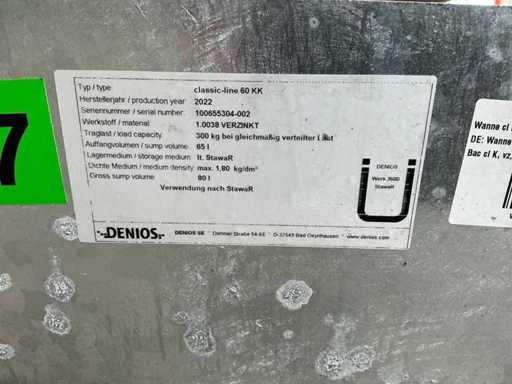 7
Typ / type classic-line 60 KK
Herstellerjahr / production year 2022
Seriennummer / serial number: 100655304-002
Werkstoff / material: 1.0038 VERZINKT
Traglast / load capacity: 300 kg bei gleichmäßig verteilter Last
Auffangvolumen / sump volume: 65 l
Lagermedium / storage medium lt. StawaR
Dichte Medium / medium density: max. 1,80 kg/dm³
Gross sump volume: 80 l
Verwendung nach StawaR
DENIOS
Werk 3500
StawaR
DENIOS. DENIOS SE Dehmer Straße 54-66 D-32549 Bad Oeynhausen www.denios.com
Wanne cl
DE: Wanne
Bac cl K, vz,